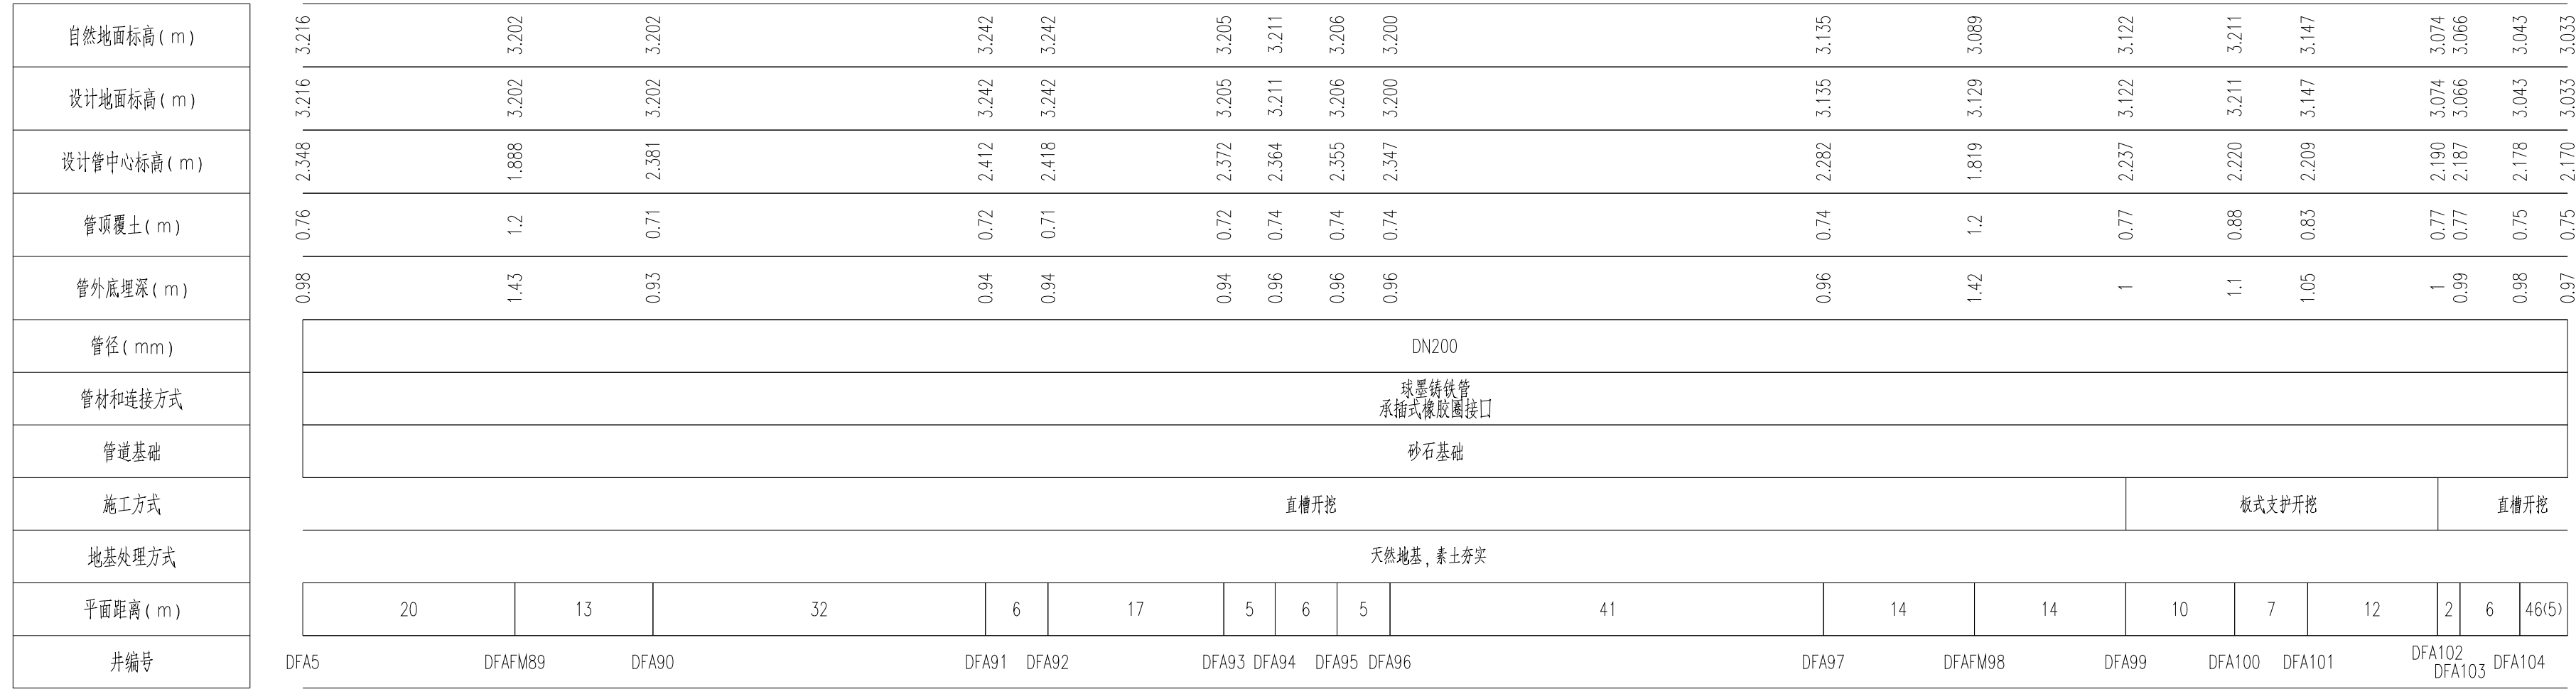 自然地面标高(m) 3.216 3.202 3.202 3.242 3.242 3.205 3.211 3.206 3.200 3.135 3.089 3.122 3.211 3.147 3.074 3.066 3.043 3.033
设计地面标高(m) 3.216 3.202 3.202 3.242 3.242 3.205 3.211 3.206 3.200 3.135 3.129 3.122 3.211 3.147 3.074 3.066 3.043 3.033
设计管中心标高(m) 2.348 1.888 2.381 2.412 2.418 2.372 2.364 2.355 2.347 2.282 1.819 2.237 2.220 2.209 2.190 2.187 2.178 2.170
管顶覆土(m) 0.76 1.2 0.71 0.72 0.71 0.72 0.74 0.74 0.74 0.74 1.2 0.77 0.88 0.83 0.77 0.77 0.75 0.75
管外底埋深(m) 0.98 1.43 0.93 0.94 0.94 0.94 0.96 0.96 0.96 0.96 1.42 1 1.1 1.05 1 0.99 0.98 0.97
管径(mm) DN200
管材和连接方式 球墨铸铁管
承插式橡胶圈接口
管道基础 砂石基础
施工方式 直槽开挖 板式支护开挖 直槽开挖
地基处理方式 天然地基,素土夯实
平面距离(m) 20 13 32 6 17 5 6 5 41 14 14 10 7 12 2 6 46(5)
井编号 DFA5 DFAFM89 DFA90 DFA91 DFA92 DFA93 DFA94 DFA95 DFA96 DFA97 DFAFM98 DFA99 DFA100 DFA101 DFA102 DFA103 DFA104